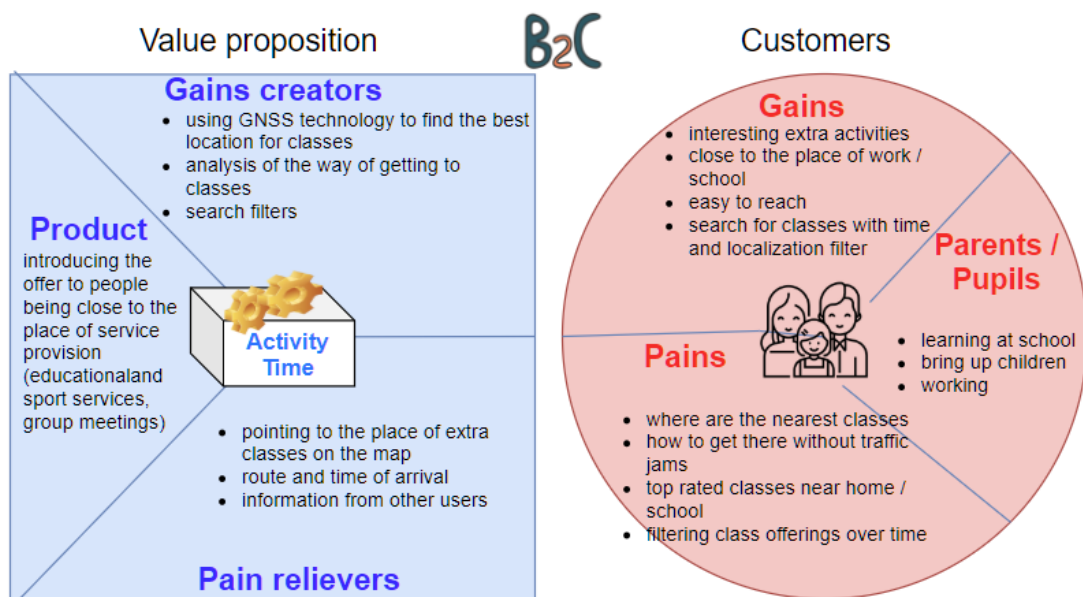 Value proposition
B2C
Customers
Gains creators
• using GNSS technology to find the best
location for classes
• analysis of the way of getting to
classes
• search filters
Product
introducing the
offer to people
being close to the
place of service
provision
(educationaland
sport services,
group meetings)
Activity
Time
• pointing to the place of extra
classes on the map
• route and time of arrival
• information from other users
Pain relievers
Gains
• interesting extra activities
• close to the place of work /
school
• easy to reach
• search for classes with time
and localization filter
Parents /
Pupils
• learning at school
• bring up children
• working
Pains
• where are the nearest classes
• how to get there without traffic
jams
• top rated classes near home /
school
• filtering class offerings over time